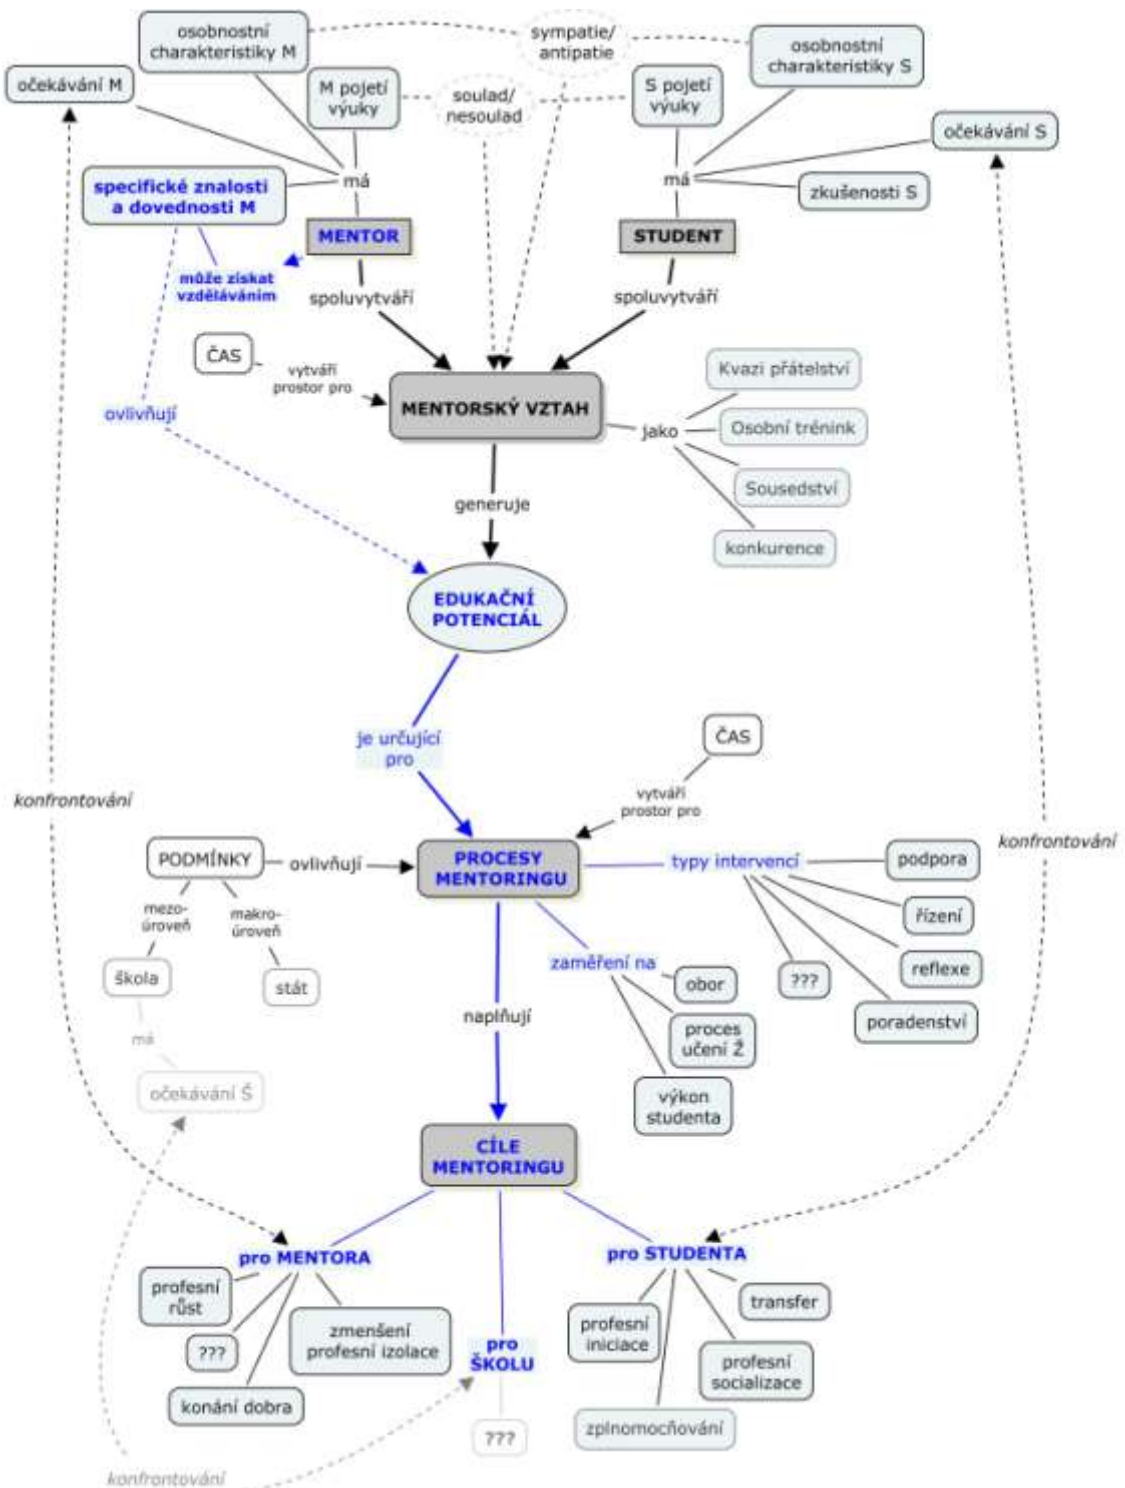 osobnostní
charakteristiky M
sympatie/
antipatie
osobnostní
charakteristiky S
očekávání M
M pojetí
výuky
soulad/
nesoulad
S pojetí
výuky
očekávání S
specifické znalosti
a dovednosti M
má
má
zkušenosti S
MENTOR
STUDENT
může získat
vzděláváním
spoluvytváří
spoluvytváří
ČAS
vytváří
prostor pro
MENTORSKÝ VZTAH
Kvazi přátelství
ovlivňují
jako
Osobní trénink
Sousedství
generuje
konkurence
EDUKAČNÍ
POTENCIÁL
je určující
pro
ČAS
vytváří
prostor pro
konfrontování
konfrontování
PODMÍNKY
ovlivňují
PROCESY
MENTORINGU
typy intervencí
podpora
mezo-
úroveň
makro-
úroveň
řízení
zaměření na
škola
stát
obor
???
reflexe
naplňují
poradenství
má
proces
učení Ž
očekávání Š
výkon
studenta
CÍLE
MENTORINGU
pro MENTORA
pro STUDENTA
profesní
růst
transfer
zmenšení
profesní izolace
profesní
iniciace
???
pro
ŠKOLU
profesní
socializace
konání dobra
zplnomocňování
???
konfrontování